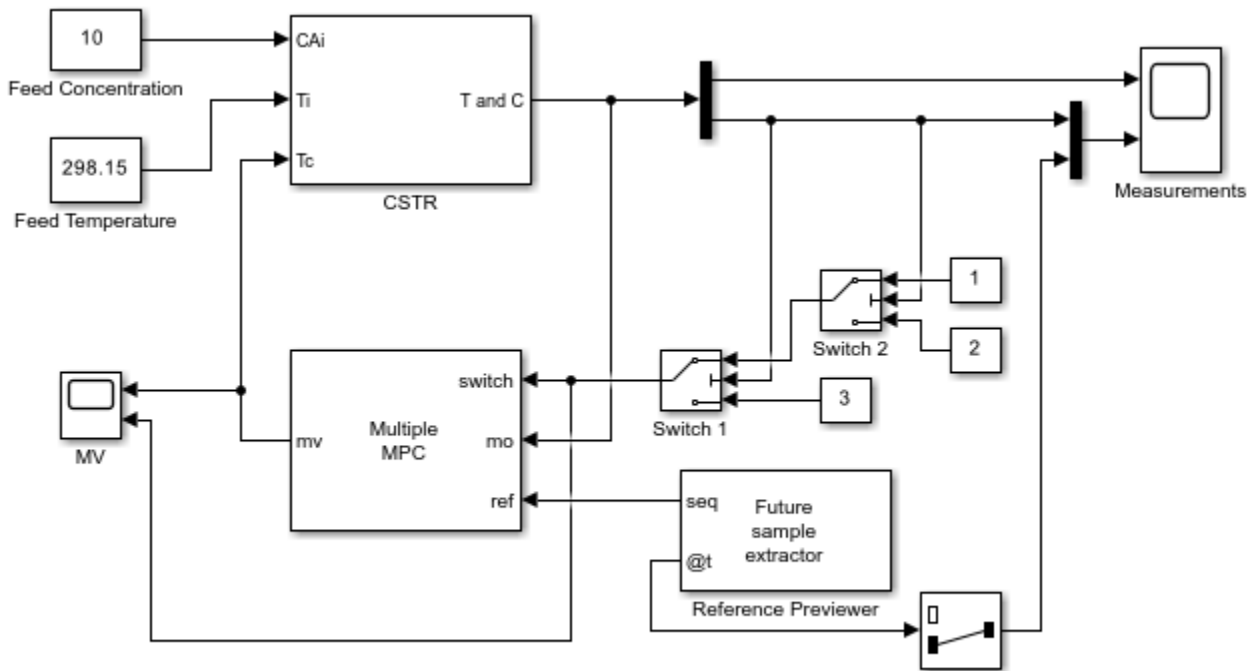 10
CAi
Feed Concentration
Ti
T and C
298.15
Tc
Feed Temperature
CSTR
Measurements
1
Switch 2
2
switch
3
Switch 1
Multiple
MPC
mv
mo
MV
ref
seq
Future
sample
extractor
@t
Reference Previewer